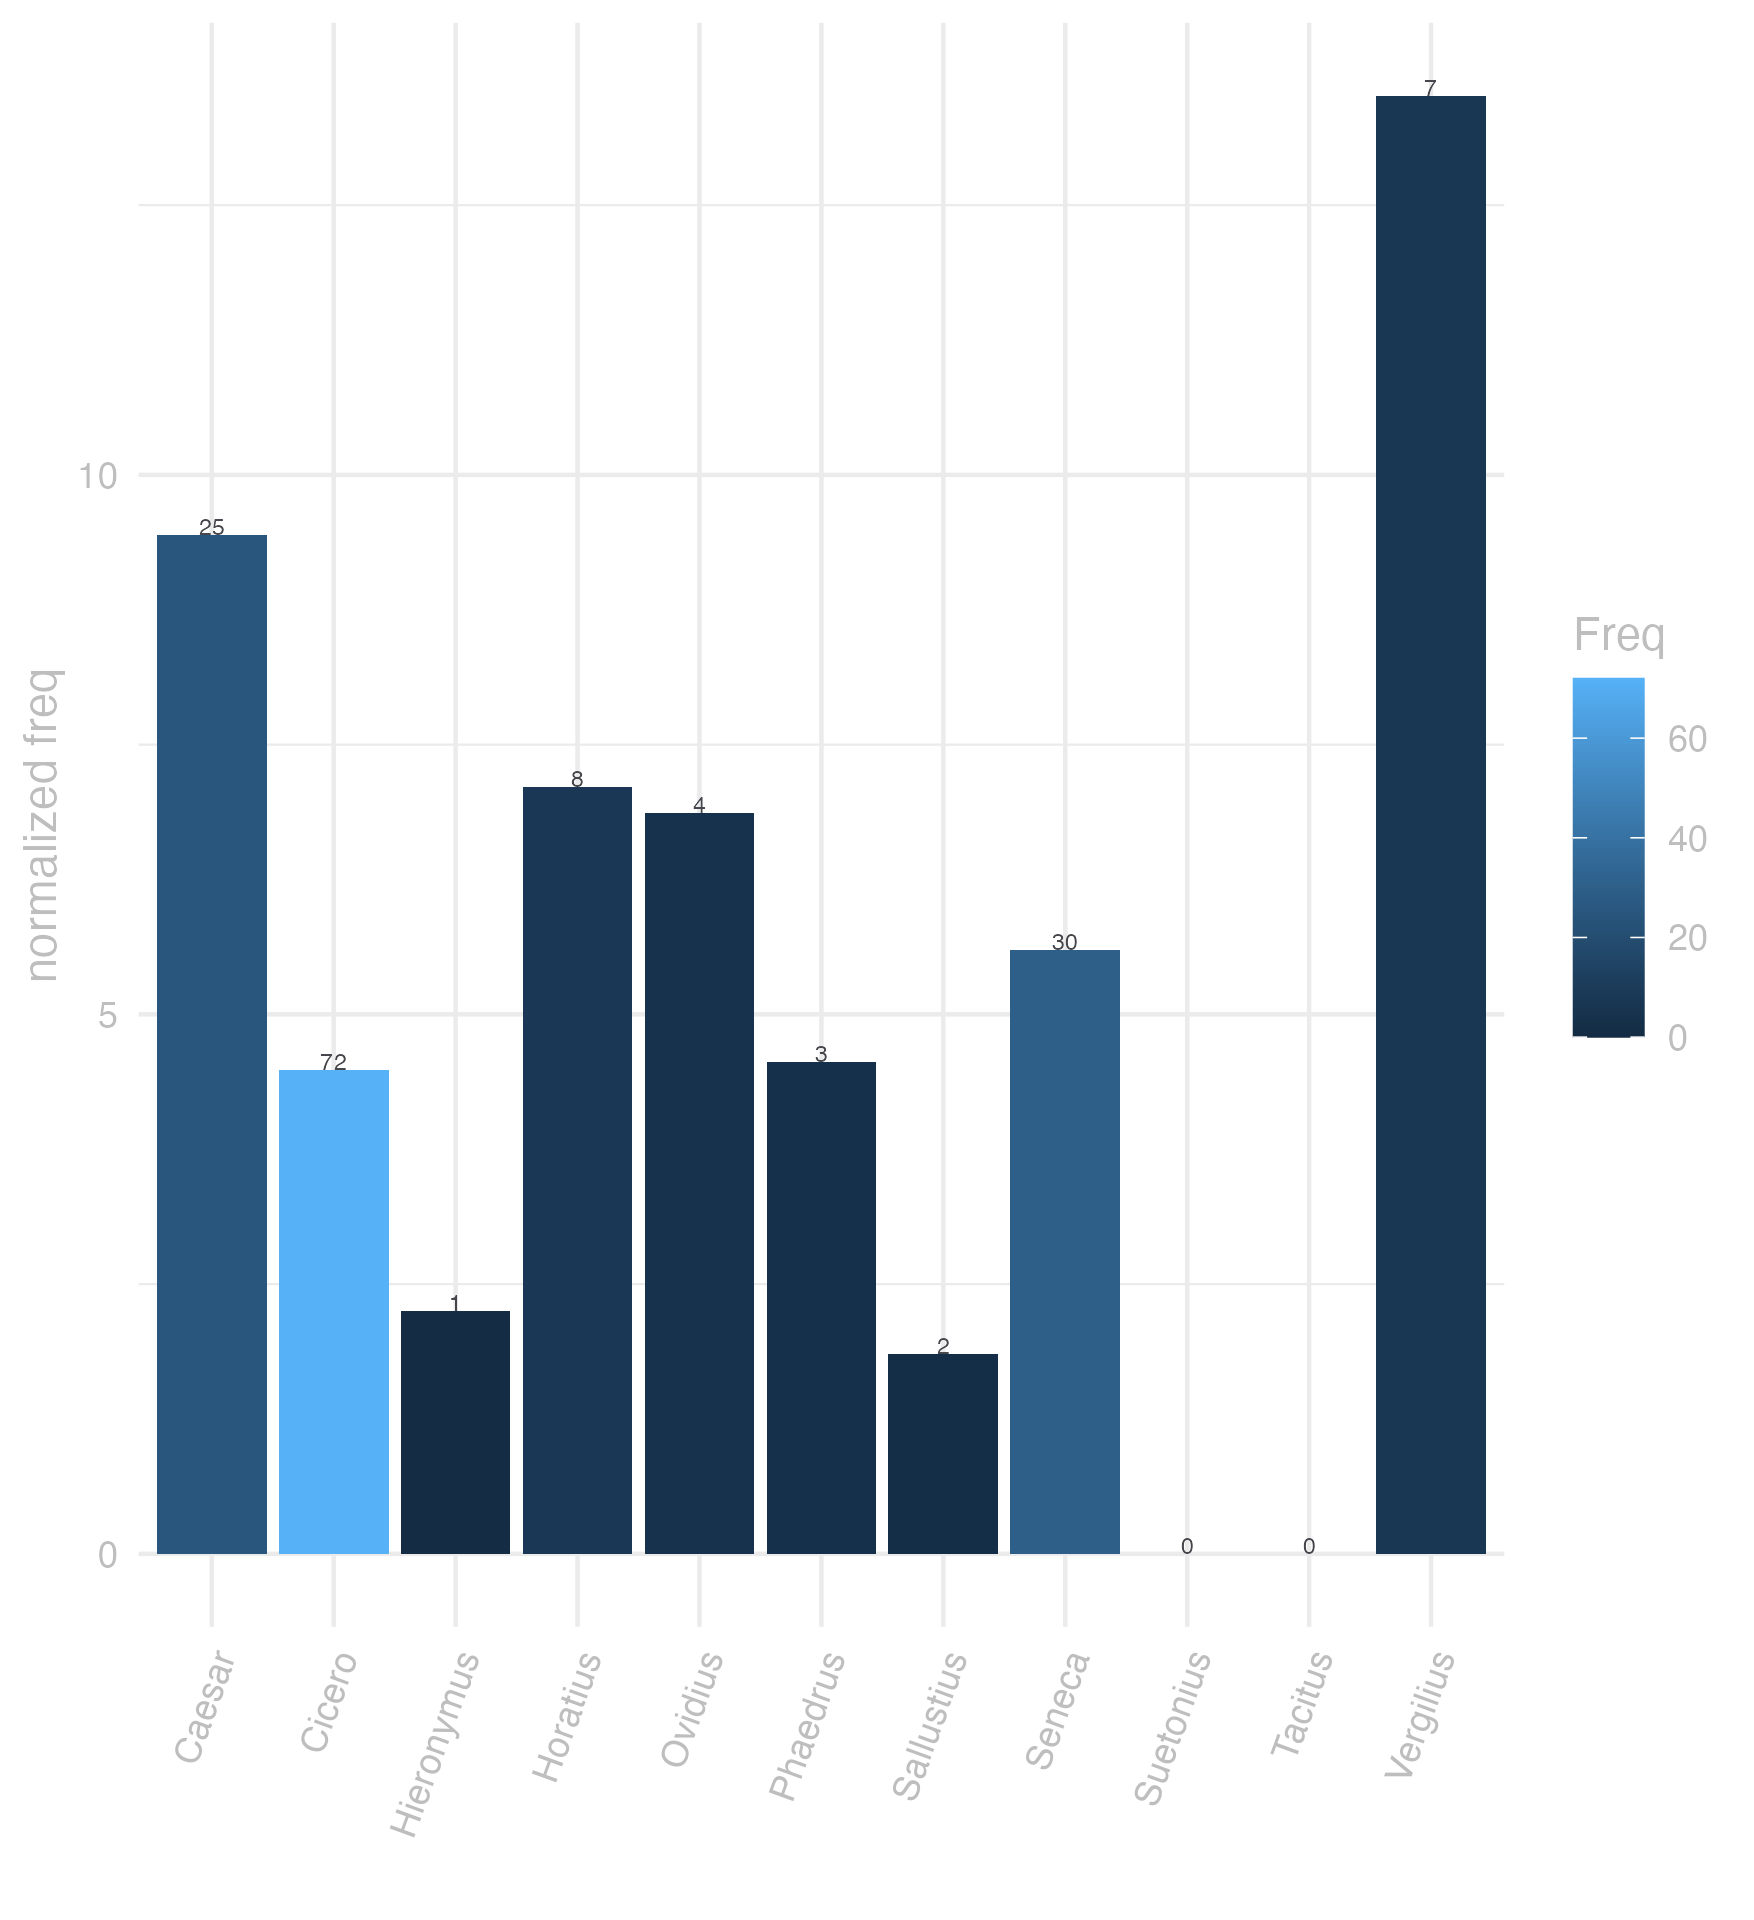 7
10
25
8
4
30
72
3
1
2
0
0
5
0
normalized freq
Caesar
Cicero
Hieronymus
Horatius
Ovidius
Phaedrus
Sallustius
Seneca
Suetonius
Tacitus
Vergilius
Freq
60
40
20
0